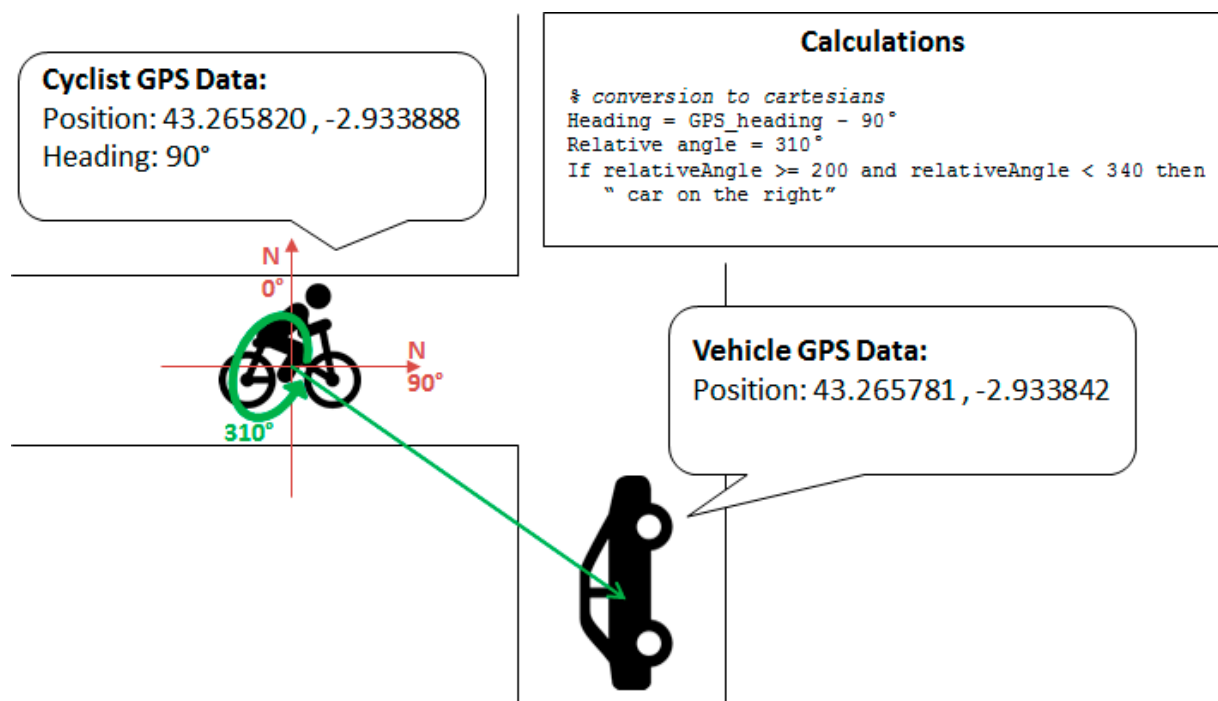 Cyclist GPS Data:
Position: 43.265820 , -2.933888
Heading: 90°
Calculations
% conversion to cartesians
Heading = GPS_heading - 90°
Relative angle = 310°
If relativeAngle >= 200 and relativeAngle < 340 then
“ car on the right”
N
0°
N
90°
310°
Vehicle GPS Data:
Position: 43.265781 , -2.933842